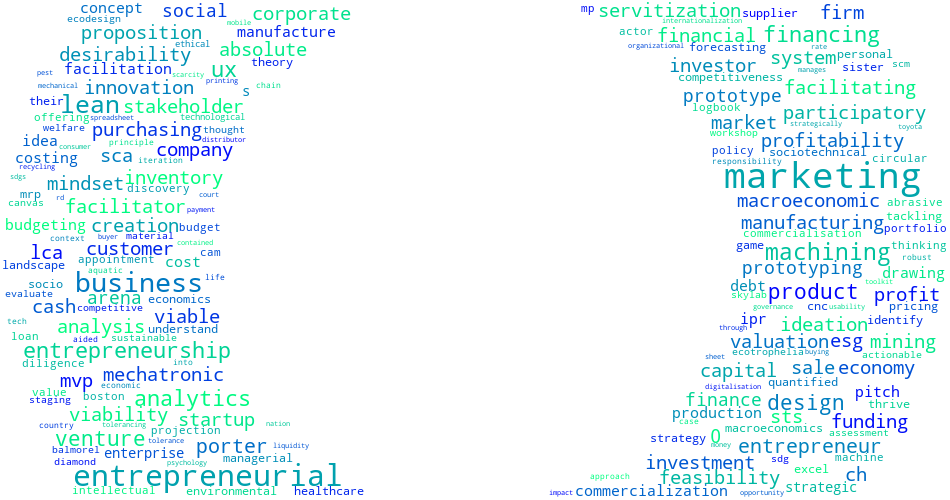 concept social corporate
ecodesign mobile
proposition manufacture
ethical absolute
desirability theory
facilitation ux
pest scarcity
mechanical innovation printing s chain
their lean stakeholder
offering spreadsheet technological
welfare purchasing thought
idea principle distributor
consumer company
costing sca iteration
recycling
sdgs mindset inventory
discovery
mrp rd court
canvas facilitator payment
budgeting creation budget
context buyer material
lca customer contained cam
landscape appointment cost
aquatic
socio business life
evaluate arena economics
cash competitive viable
tech analysis understand
loan aided sustainable
entrepreneurship
diligence into
mvp mechatronic
economic
value boston analytics
staging
viability startup
country tolerancing nation
projection
venture tolerance liquidity
balmorel enterprise porter
diamond managerial
psychology
entrepreneurial
intellectual environmental healthcare
mp servitization supplier firm
internationalization
actor financial financing
organizational forecasting rate
investor system personal
manages sister scm
competitiveness
prototype facilitating
logbook participatory
market strategically toyota
workshop profitability
policy sociotechnical
responsibility circular
marketing
macroeconomic abrasive
manufacturing tackling
portfolio
commercialisation
game machining thinking
robust
prototyping drawing
debt toolkit
skylab product profit
governance cnc usability pricing
ipr ideation identify
through
valuation esg mining
sheet ecotrophelia buying actionable
capital sale economy
digitalisation quantified
finance design pitch
thrive
production sts funding
case macroeconomics assessment
strategy 0
money entrepreneur
investment sdg machine
approach feasibility excel ch
impact commercialization opportunity strategic